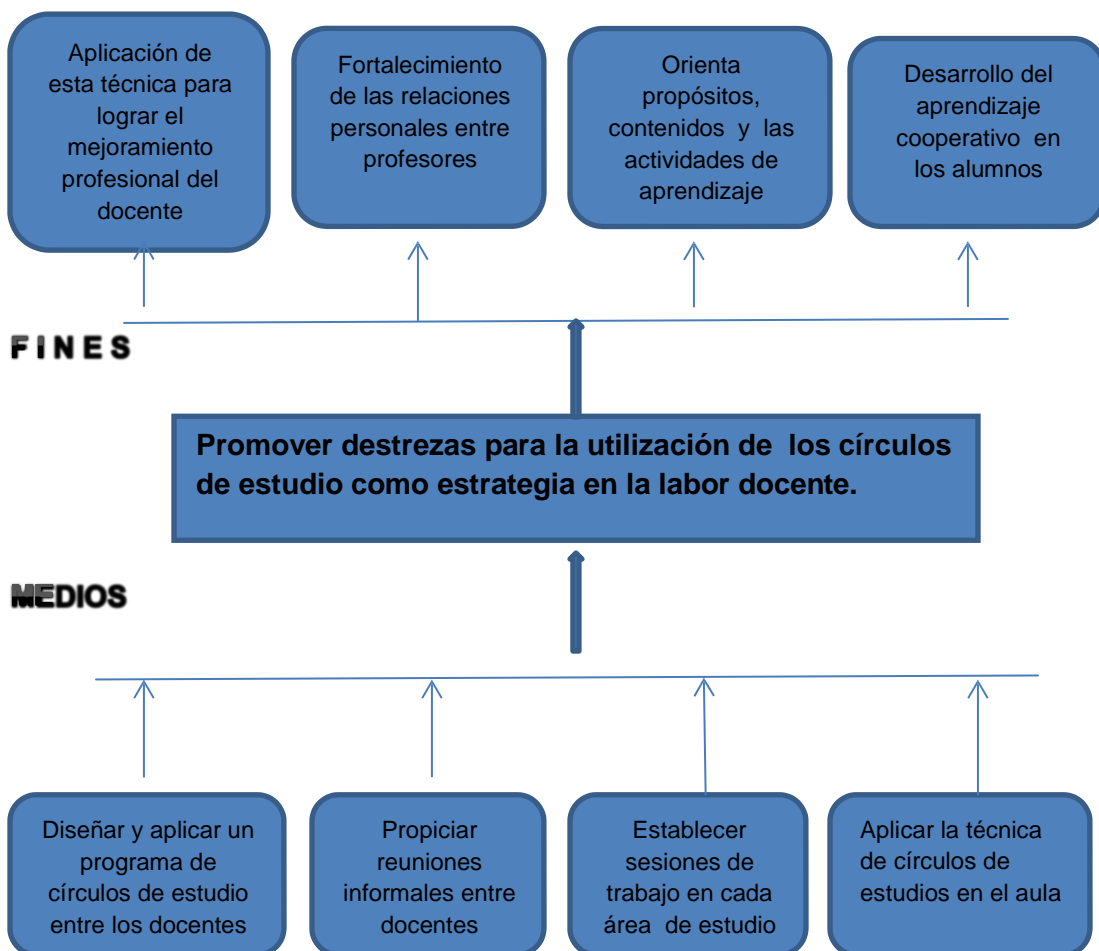 Aplicación de
esta técnica para
lograr el
mejoramiento
profesional del
docente
Fortalecimiento
de las relaciones
personales entre
profesores
Orienta
propósitos,
contenidos y las
actividades de
aprendizaje
Desarrollo del
aprendizaje
cooperativo en
los alumnos
FINES
Promover destrezas para la utilización de los círculos
de estudio como estrategia en la labor docente.
MEDIOS
Diseñar y aplicar un
programa de
círculos de estudio
entre los docentes
Propiciar
reuniones
informales entre
docentes
Establecer
sesiones de
trabajo en cada
área de estudio
Aplicar la técnica
de círculos de
estudios en el aula